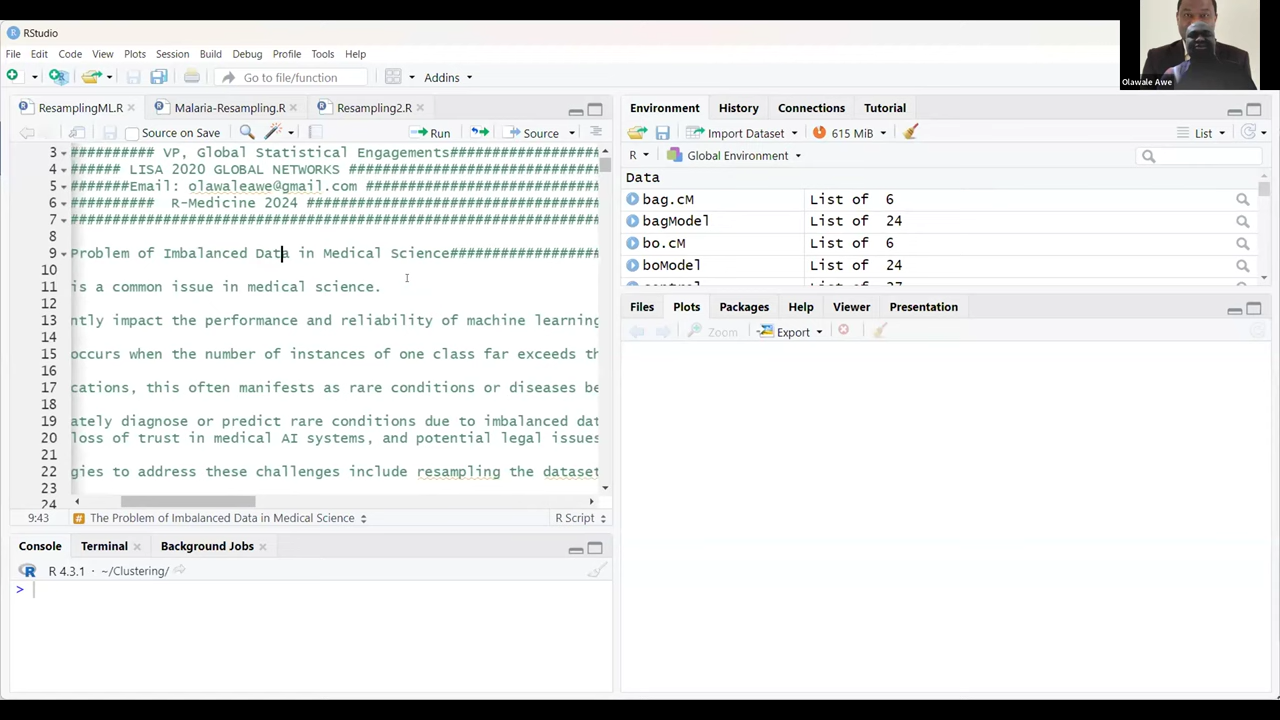 RStudio
File Edit Code View Plots Session Build Debug Profile Tools Help
Go to file/function Addins
Olawale Awe
ResamplingML.R Malaria-Resampling.R Resampling2.R
Source on Save Run Source
3 ########## VP, Global Statistical Engagements##################
4 ###### LISA 2020 GLOBAL NETWORKS ##############################
5 #######Email: olawaleawe@gmail.com ############################
6 ########## R-Medicine 2024 ###################################
7 ###############################################################
8
9 Problem of Imbalanced Data in Medical Science##################
10
11 is a common issue in medical science.
12
13 ntly impact the performance and reliability of machine learning
14
15 occurs when the number of instances of one class far exceeds th
16
17 cations, this often manifests as rare conditions or diseases be
18
19 ately diagnose or predict rare conditions due to imbalanced dat
20 loss of trust in medical AI systems, and potential legal issues
21
22 gies to address these challenges include resampling the dataset
23
24
9:43 # The Problem of Imbalanced Data in Medical Science R Script
Console Terminal Background Jobs
R 4.3.1 · ~/Clustering/
>
Environment History Connections Tutorial
Import Dataset 615 MiB List
R Global Environment
Data
bag.cM List of 6
bagModel List of 24
bo.cM List of 6
boModel List of 24
Files Plots Packages Help Viewer Presentation
Zoom Export